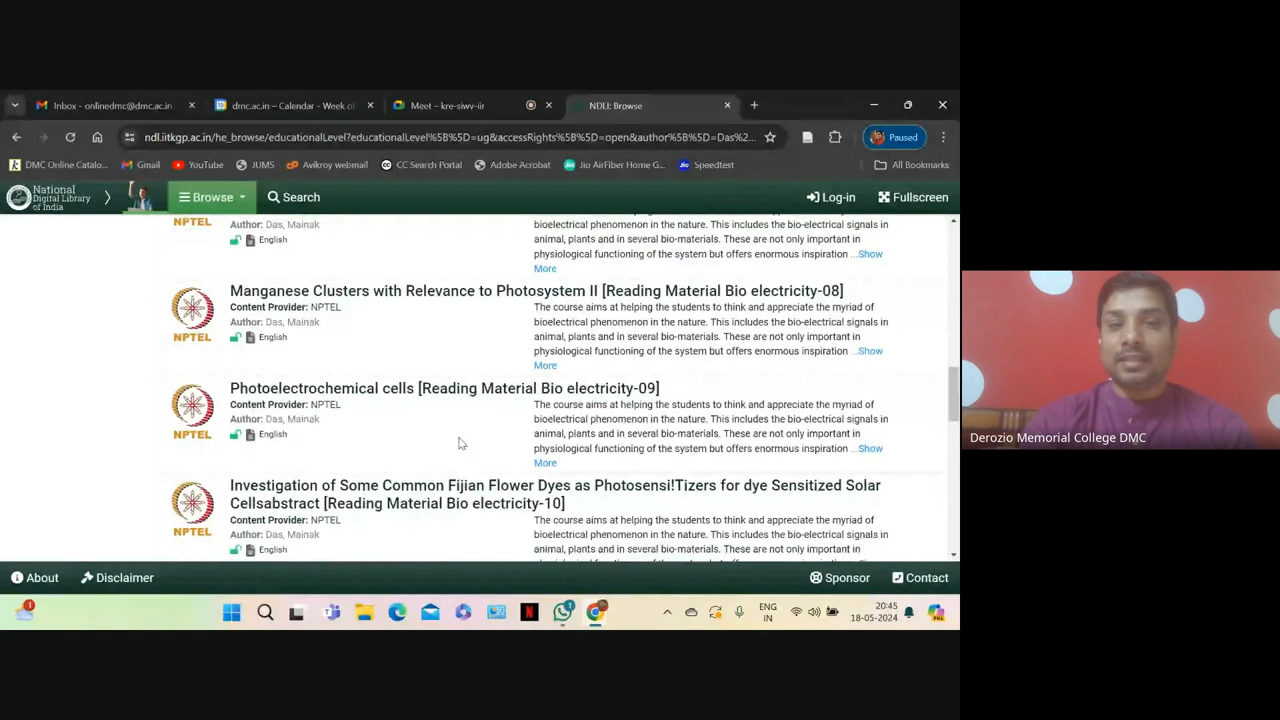 Inbox - onlinedmc@dmc.ac.in
dmc.ac.in – Calendar - Week o
Meet – kre-siwv-iir
NDLI: Browse
ndl.iitkgp.ac.in/he_browse/educationalLevel?educationalLevel%5B%5D=ug&accessRights%5B%5D=open&author%5B%5D=Das%2...
Paused
DMC Online Catalo...
Gmail
YouTube
JUMS
Avikroy webmail
CC Search Portal
Adobe Acrobat
Jio AirFiber Home G...
Speedtest
All Bookmarks
National
Digital Library
of India
Browse
Search
Log-in
Fullscreen
NPTEL
Author: Das, Mainak
English
bioelectrical phenomenon in the nature. This includes the bio-electrical signals in
animal, plants and in several bio-materials. These are not only important in
physiological functioning of the system but offers enormous inspiration ...Show
More
Manganese Clusters with Relevance to Photosystem II [Reading Material Bio electricity-08]
NPTEL
Content Provider: NPTEL
Author: Das, Mainak
English
The course aims at helping the students to think and appreciate the myriad of
bioelectrical phenomenon in the nature. This includes the bio-electrical signals in
animal, plants and in several bio-materials. These are not only important in
physiological functioning of the system but offers enormous inspiration ...Show
More
Photoelectrochemical cells [Reading Material Bio electricity-09]
NPTEL
Content Provider: NPTEL
Author: Das, Mainak
English
The course aims at helping the students to think and appreciate the myriad of
bioelectrical phenomenon in the nature. This includes the bio-electrical signals in
animal, plants and in several bio-materials. These are not only important in
physiological functioning of the system but offers enormous inspiration ...Show
More
Investigation of Some Common Fijian Flower Dyes as Photosensi!Tizers for dye Sensitized Solar
Cellsabstract [Reading Material Bio electricity-10]
NPTEL
Content Provider: NPTEL
Author: Das, Mainak
English
The course aims at helping the students to think and appreciate the myriad of
bioelectrical phenomenon in the nature. This includes the bio-electrical signals in
animal, plants and in several bio-materials. These are not only important in
About
Disclaimer
Sponsor
Contact
1
1
ENG
IN
20:45
18-05-2024
Derozio Memorial College DMC